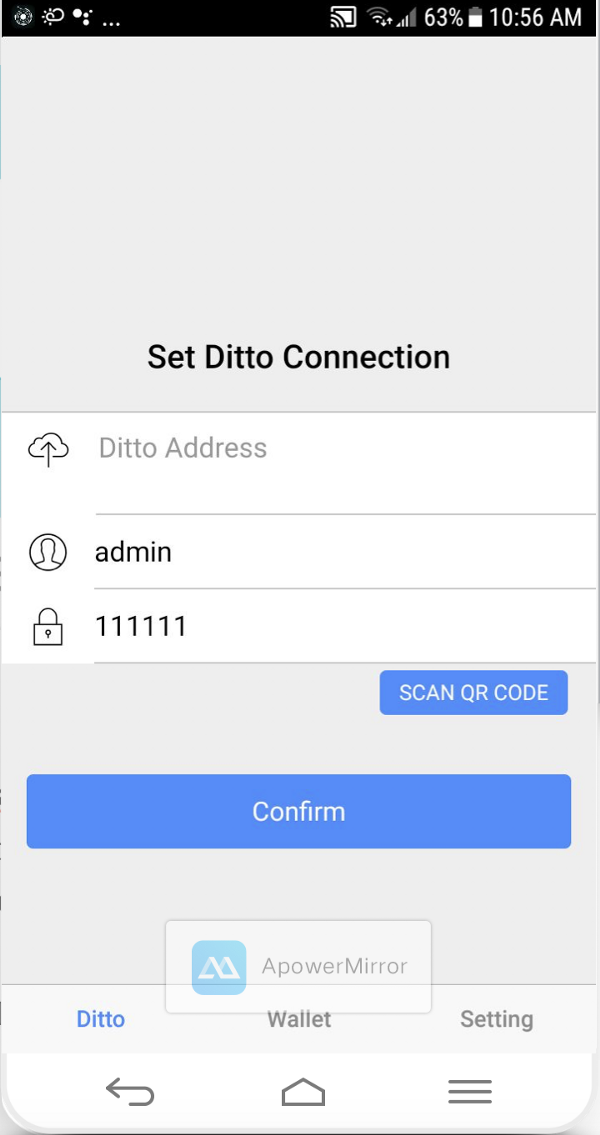 ... 63% 10:56 AM
Set Ditto Connection
Ditto Address
admin
111111
SCAN QR CODE
Confirm
ApowerMirror
Ditto Wallet Setting